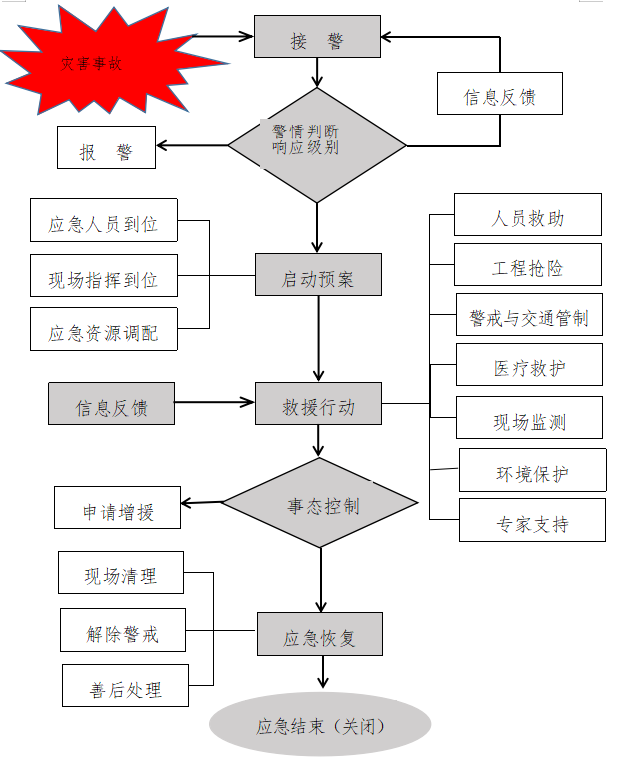 灾害事故
接　警
信息反馈
警情判断
响应级别
报　警
应急人员到位
人员救助
现场指挥到位
工程抢险
启动预案
应急资源调配
警戒与交通管制
医疗救护
信息反馈
救援行动
现场监测
环境保护
申请增援
事态控制
专家支持
现场清理
解除警戒
应急恢复
善后处理
应急结束（关闭）